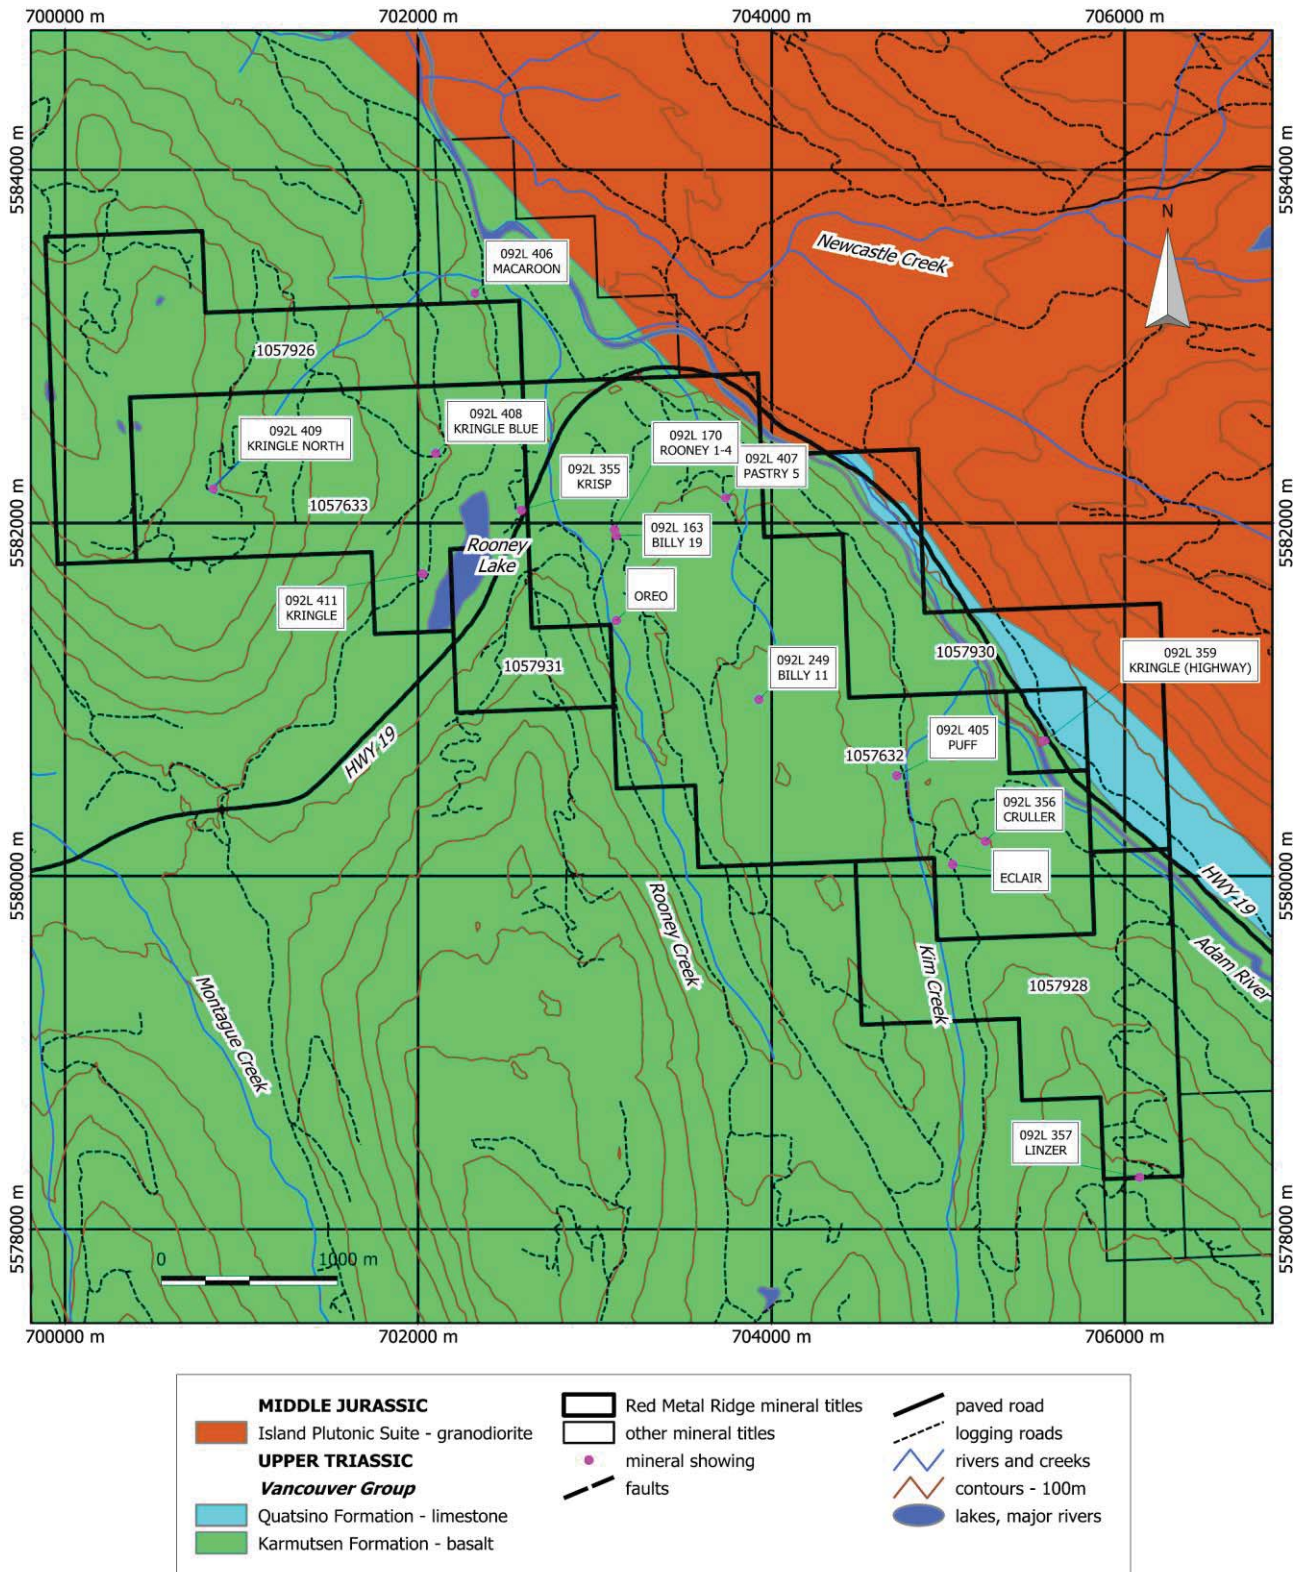 700000 m
702000 m
704000 m
706000 m
5584000 m
5584000 m
N
Newcastle Creek
092L 406
MACAROON
1057926
092L 409
KRINGLE NORTH
092L 408
KRINGLE BLUE
092L 170
ROONEY 1-4
092L 407
PASTRY 5
092L 355
KRISP
1057633
5582000 m
5582000 m
092L 163
BILLY 19
Rooney
Lake
092L 411
KRINGLE
OREO
1057931
1057930
092L 359
KRINGLE (HIGHWAY)
092L 249
BILLY 11
092L 405
PUFF
1057632
HWY 19
092L 356
CRULLER
ECLAIR
5580000 m
5580000 m
HWY 19
Adam River
Rooney Creek
Kim Creek
Montague Creek
1057928
092L 357
LINZER
5578000 m
5578000 m
0
1000 m
700000 m
702000 m
704000 m
706000 m
MIDDLE JURASSIC
Island Plutonic Suite - granodiorite
UPPER TRIASSIC
Vancouver Group
Quatsino Formation - limestone
Karmutsen Formation - basalt
Red Metal Ridge mineral titles
other mineral titles
mineral showing
faults
paved road
logging roads
rivers and creeks
contours - 100m
lakes, major rivers